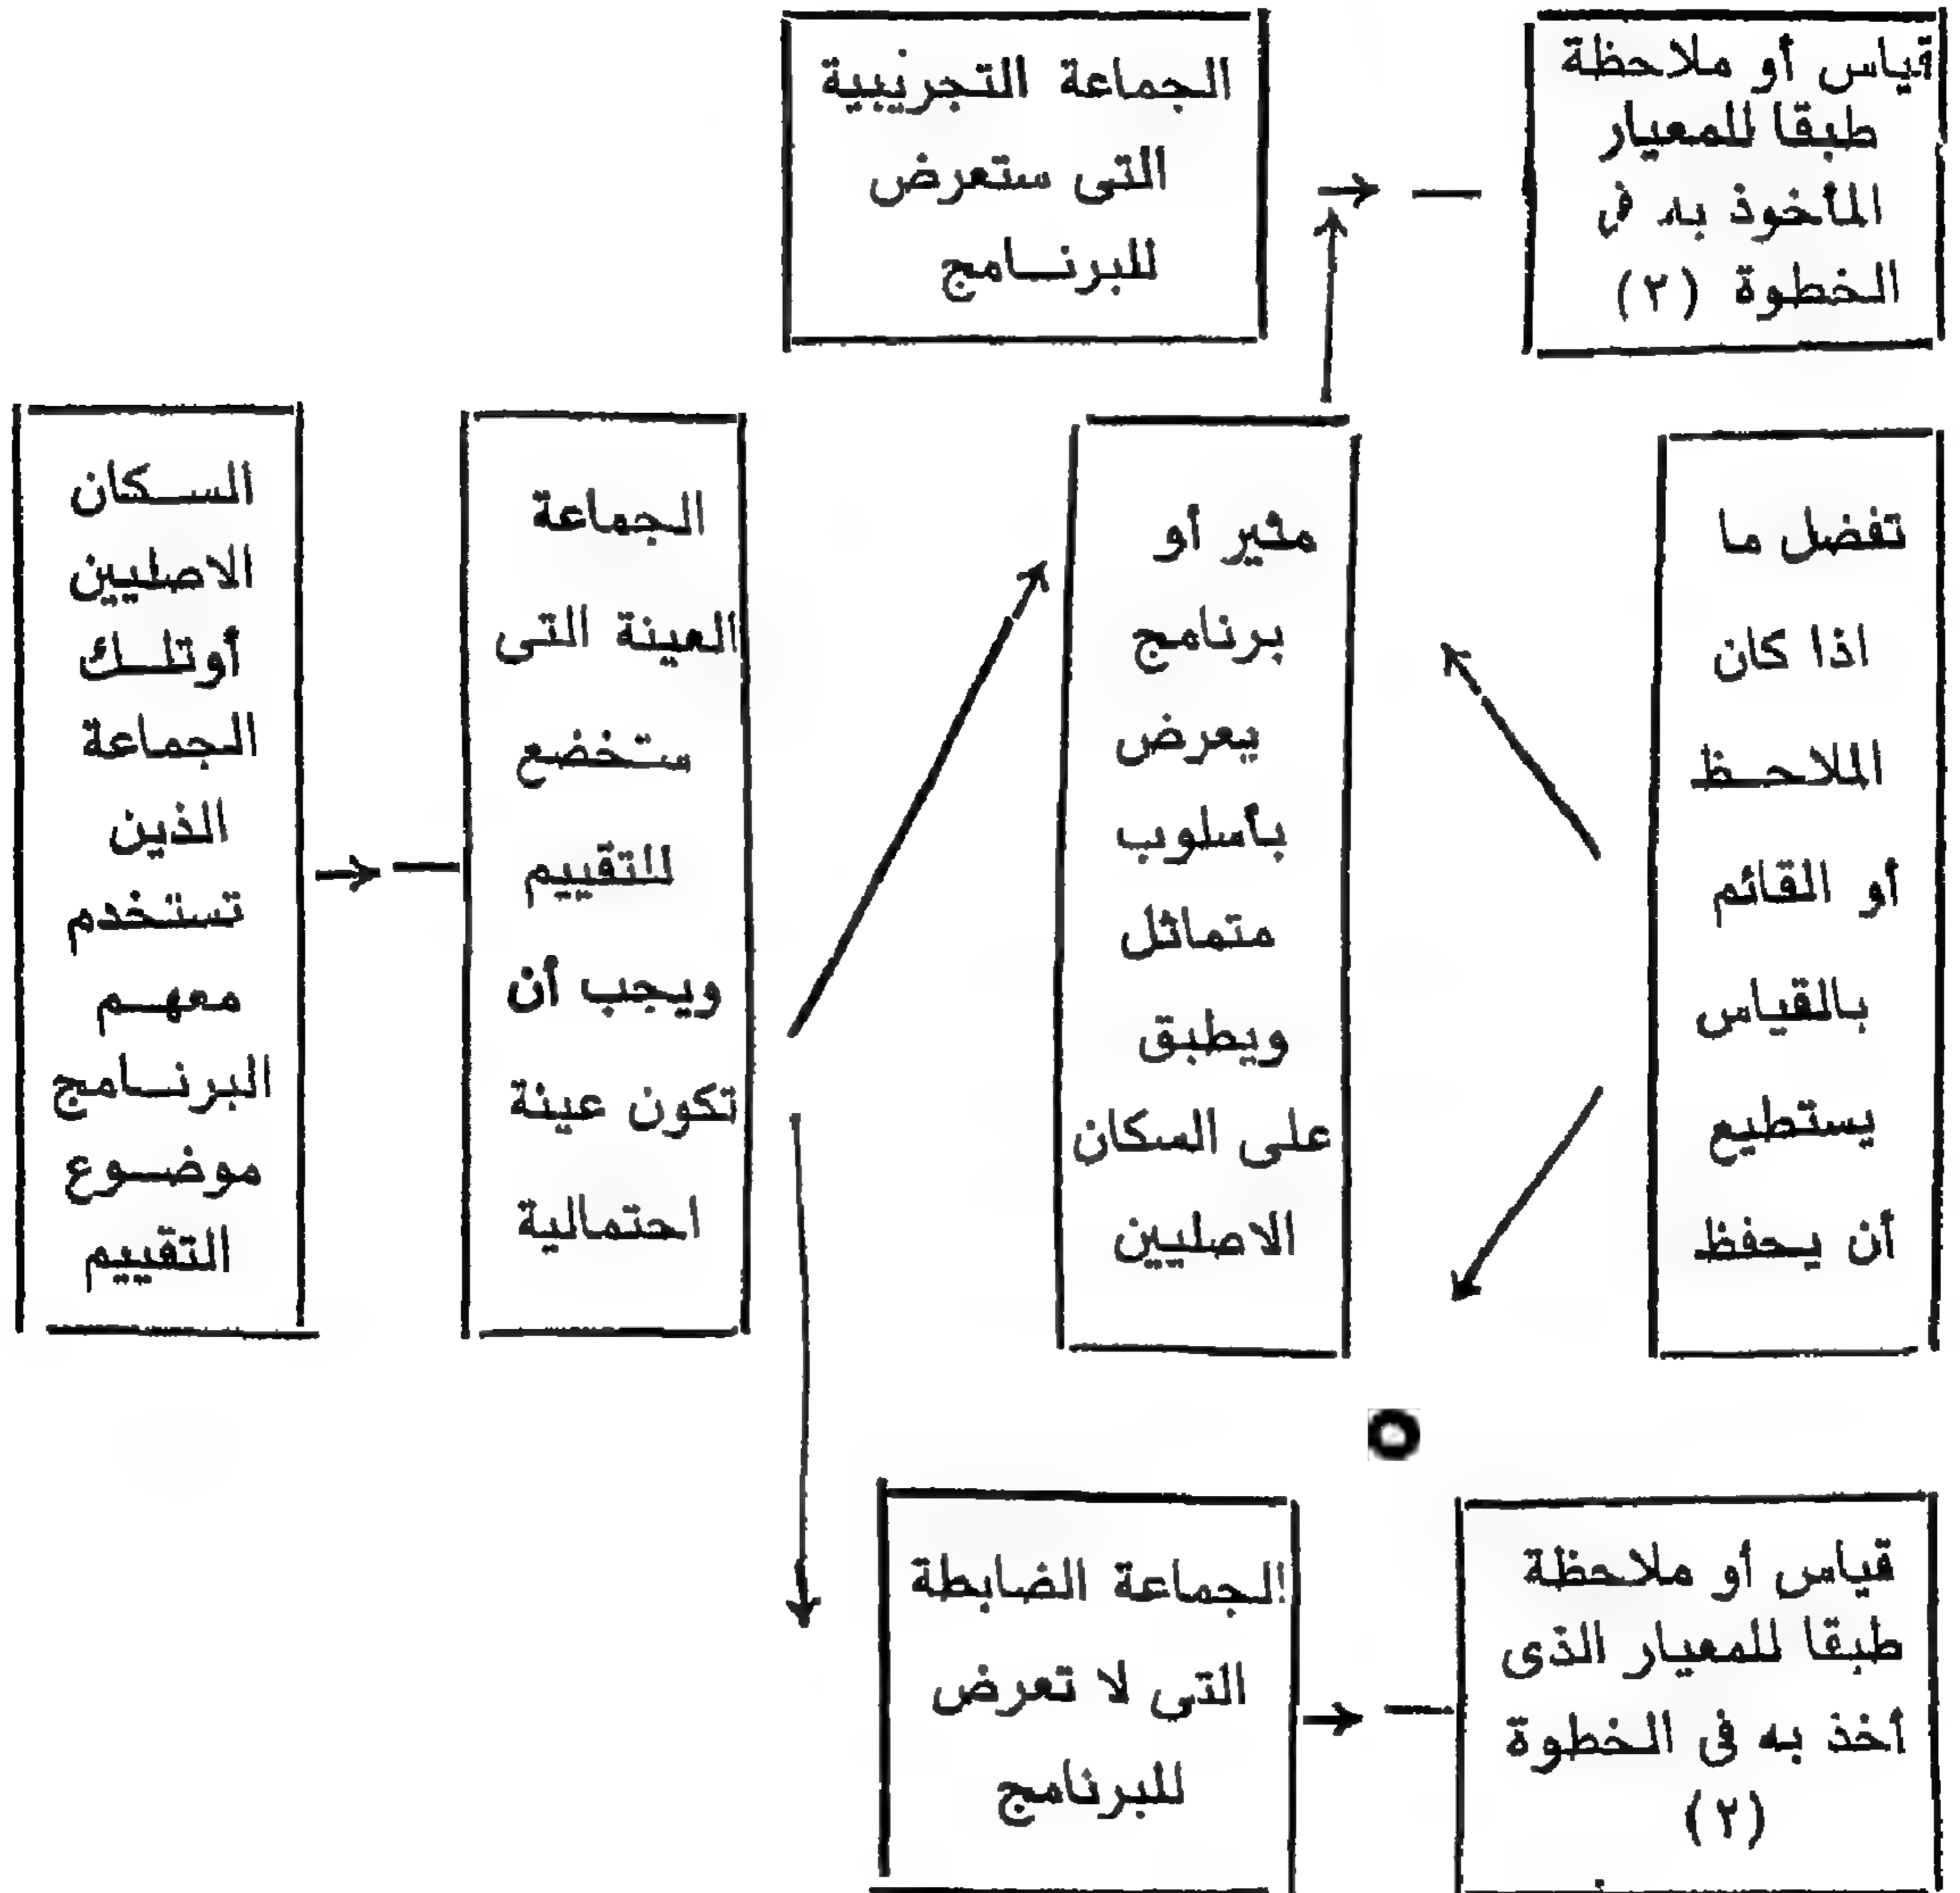 الجماعة التجريبية
التى ستعرض
للبرنامج
قياس أو ملاحظة
طبقا للمعيار
المأخوذ به فى
الخطوة (٢)
السكان
الاصليين
أوتلك
الجماعة
الذين
تستخدم
معهم
البرنامج
موضوع
التقييم
الجماعة
العينة التى
ستخضع
للتقييم
ويجب أن
تكون عينة
احتمالية
مثير أو
برنامج
يعرض
بأسلوب
متماثل
ويطبق
على السكان
الاصليين
تفضل ما
اذا كان
الملاحظ
أو القائم
بالقياس
يستطيع
أن يحفظ
الجماعة الضابطة
التى لا تعرض
للبرنامج
قياس أو ملاحظة
طبقا للمعيار الذى
أخذ به فى الخطوة
(٢)